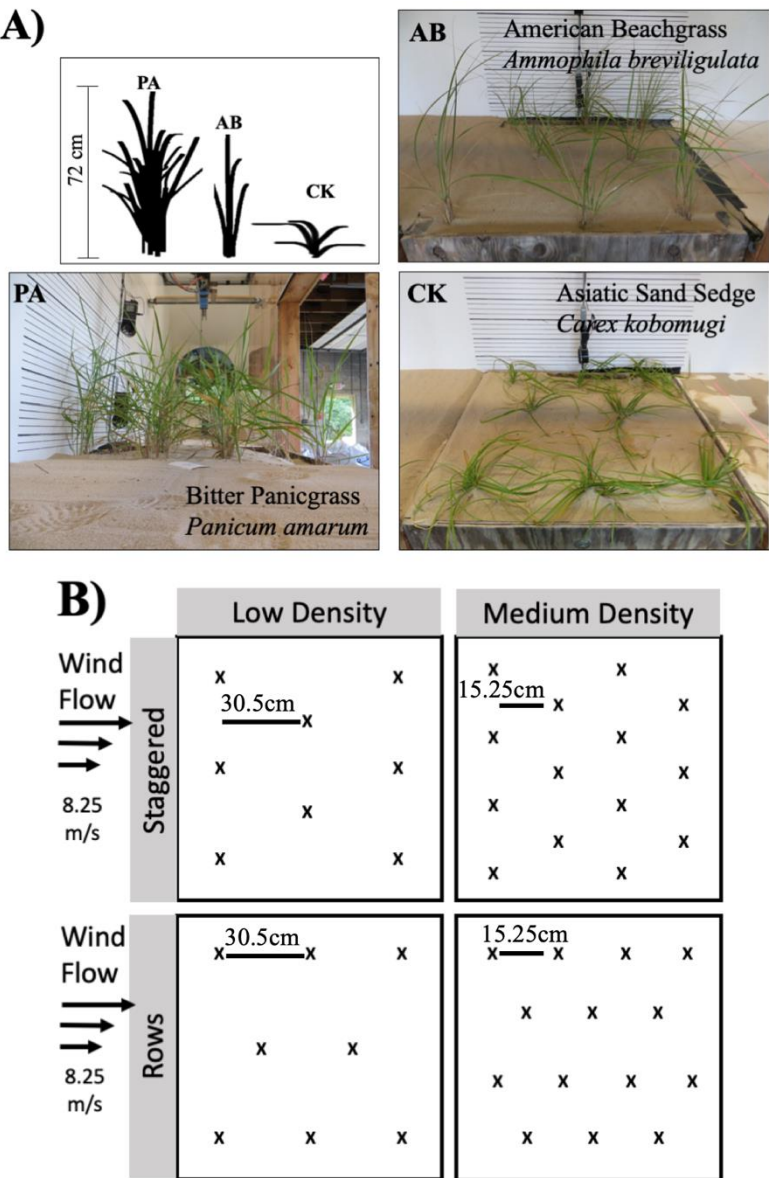 A)
PA
AB
CK
72 cm
AB
American Beachgrass
Ammophila breviligulata
PA
Bitter Panicgrass
Panicum amarum
CK
Asiatic Sand Sedge
Carex kobomugi
B)
Low Density
Medium Density
Wind
Flow
8.25
m/s
Staggered
x x
30.5cm
x
x x
x
x x
x x
15.25cm
x x
x x
x x
x x
x x
x x
Wind
Flow
8.25
m/s
Rows
30.5cm
x x x
x x
x x x
15.25cm
x x x x
x x x
x x x x
x x x